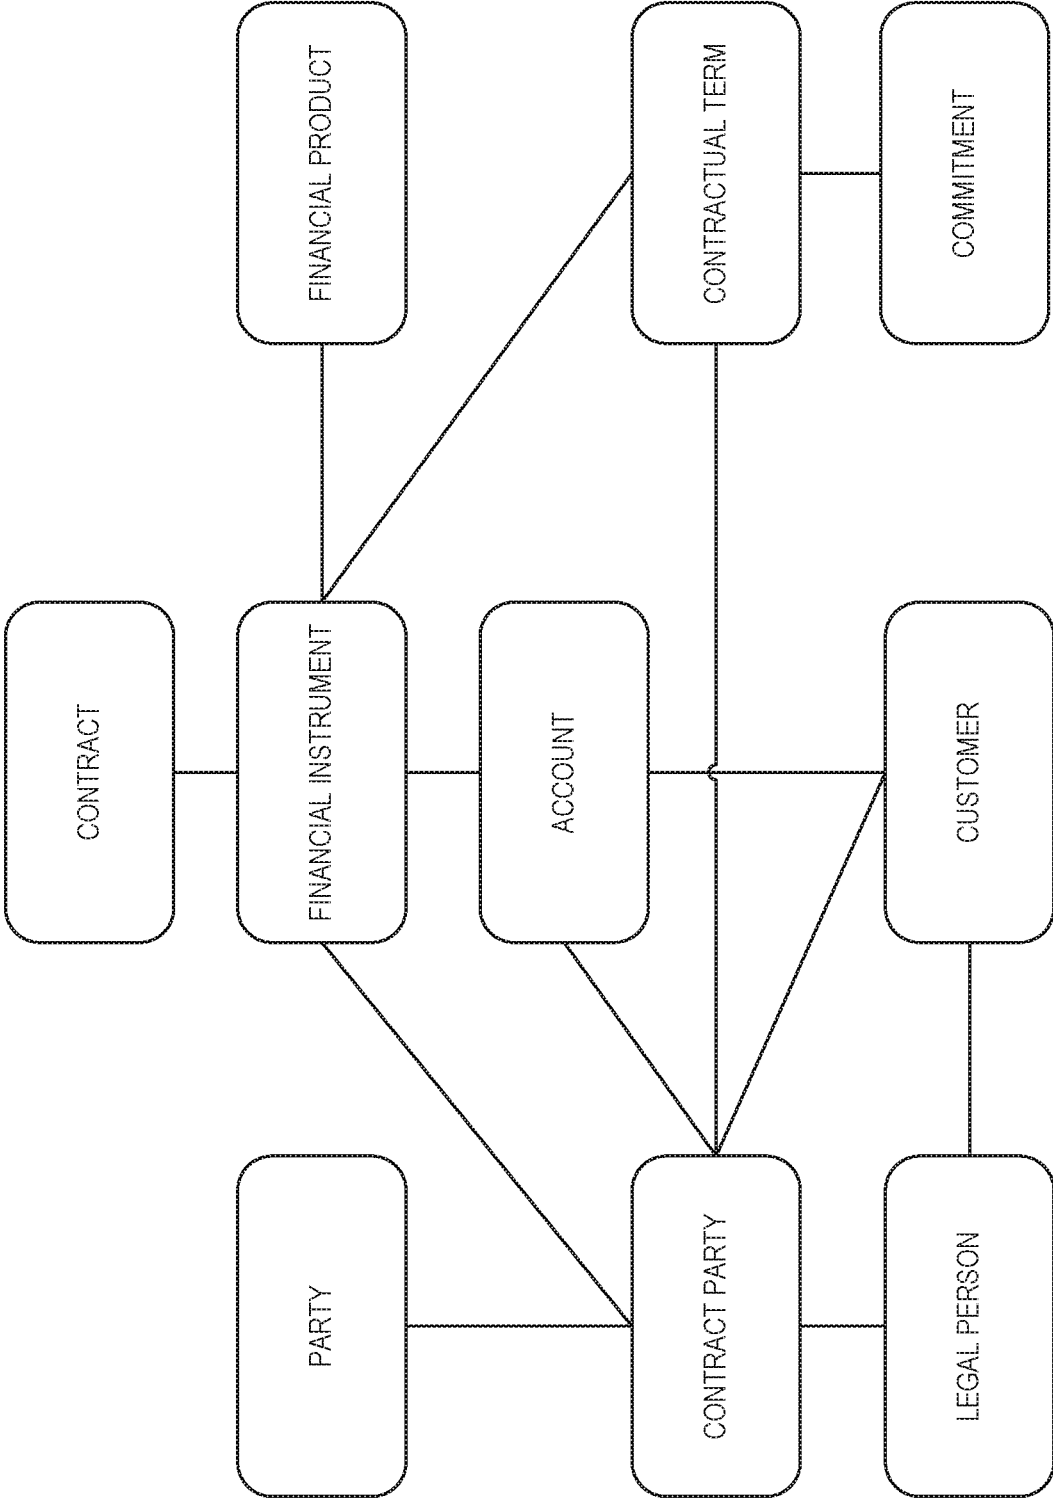 CONTRACT
PARTY
FINANCIAL INSTRUMENT
FINANCIAL PRODUCT
ACCOUNT
CONTRACT PARTY
CONTRACTUAL TERM
LEGAL PERSON
CUSTOMER
COMMITMENT